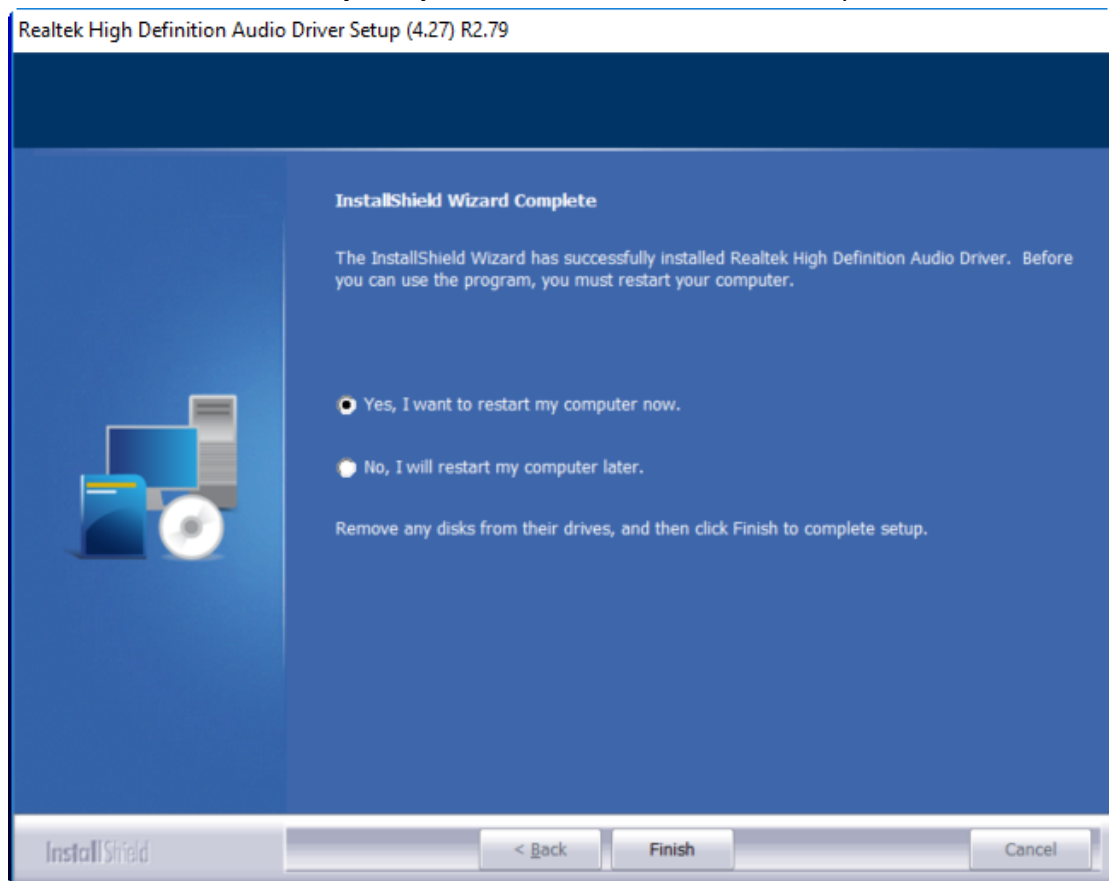 Realtek High Definition Audio Driver Setup (4.27) R2.79
InstallShield Wizard Complete
The InstallShield Wizard has successfully installed Realtek High Definition Audio Driver. Before
you can use the program, you must restart your computer.
Yes, I want to restart my computer now.
No, I will restart my computer later.
Remove any disks from their drives, and then click Finish to complete setup.
InstallShield
< Back
Finish
Cancel